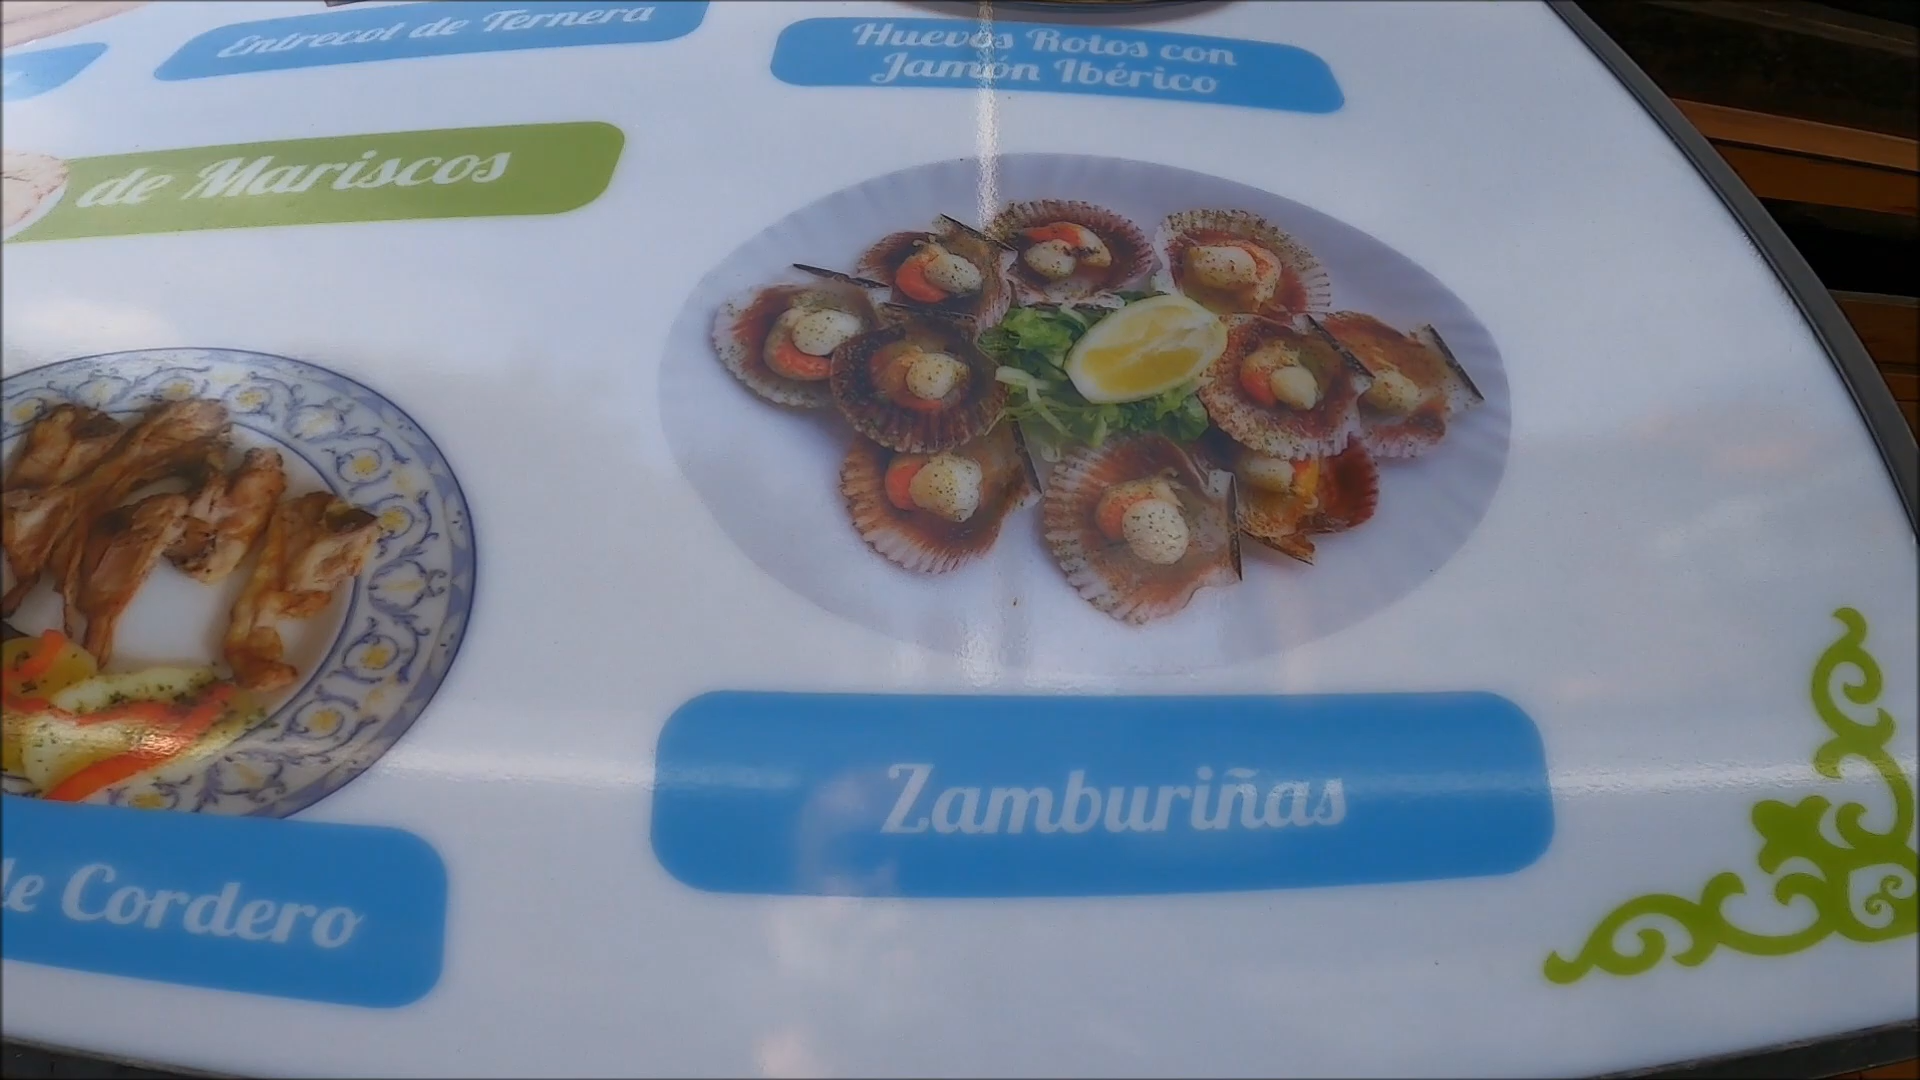 Entrecot de Ternera
Huevos Rotos con
Jamón Ibérico
de Mariscos
Zamburiñas
de Cordero